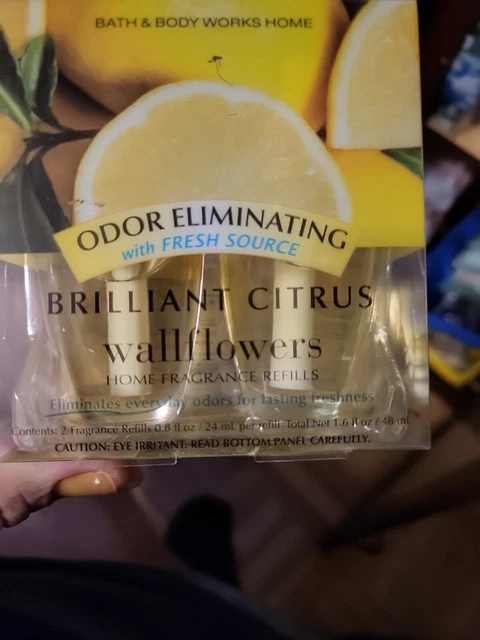 BATH & BODY WORKS HOME
ODOR ELIMINATING
with FRESH SOURCE
BRILLIANT CITRUS
wallflowers
HOME FRAGRANCE REFILLS
Eliminates everyday odors for lasting freshness
Contents: 2 Fragrance Refills 0.8 fl oz / 24 mL per refill Total Net 1.6 fl oz / 48 mL
CAUTION: EYE IRRITANT. READ BOTTOM PANEL CAREFULLY.